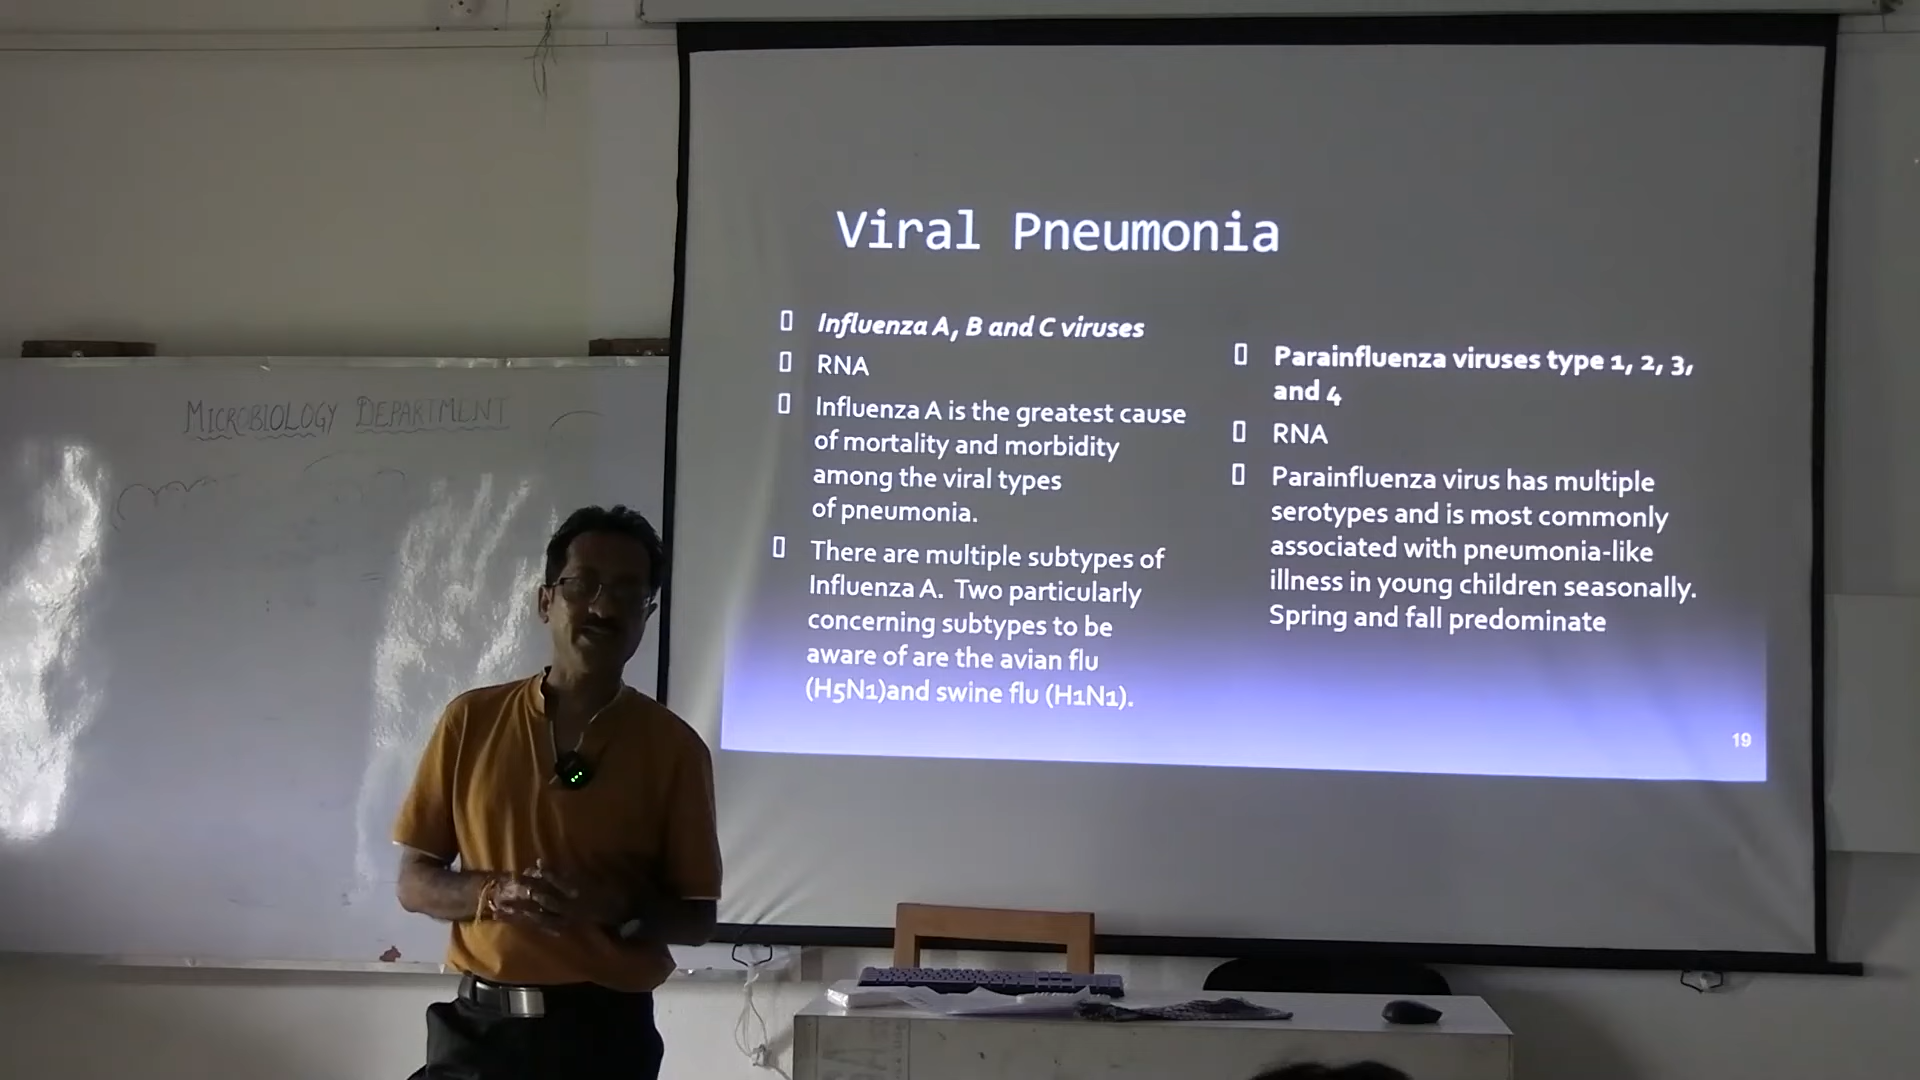 MICROBIOLOGY DEPARTMENT
Viral Pneumonia
Influenza A, B and C viruses
RNA
Influenza A is the greatest cause
of mortality and morbidity
among the viral types
of pneumonia.
There are multiple subtypes of
Influenza A. Two particularly
concerning subtypes to be
aware of are the avian flu
(H5N1)and swine flu (H1N1).
Parainfluenza viruses type 1, 2, 3,
and 4
RNA
Parainfluenza virus has multiple
serotypes and is most commonly
associated with pneumonia-like
illness in young children seasonally.
Spring and fall predominate
19